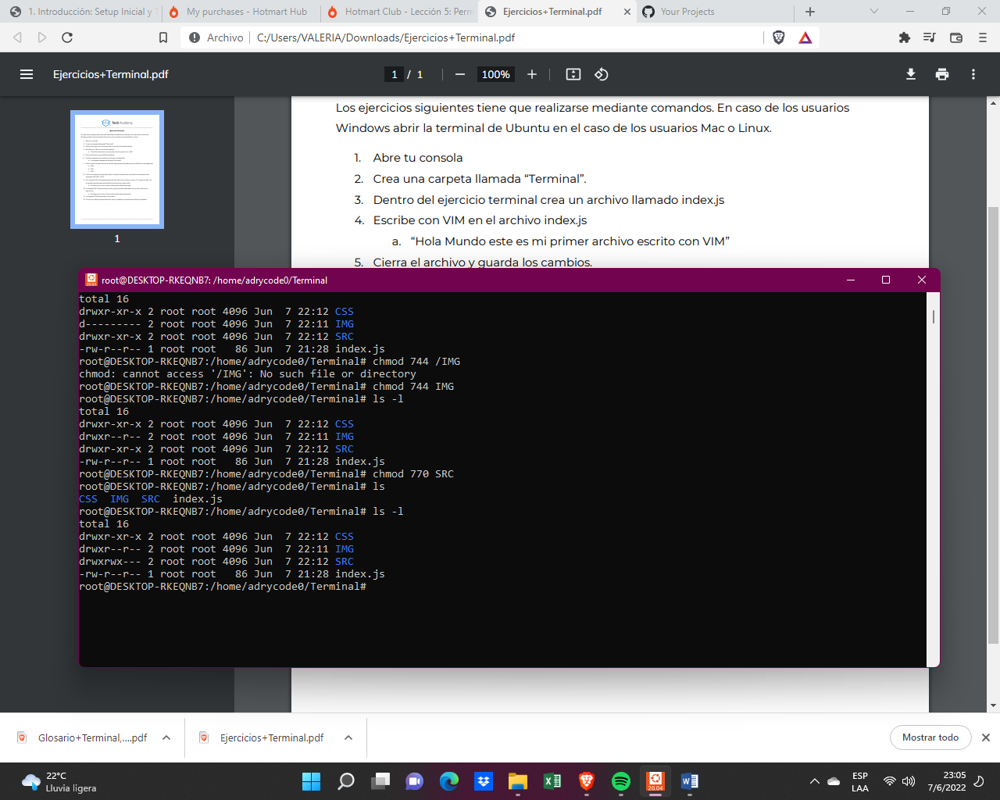 1. Introducción: Setup Inicial y
My purchases - Hotmart Hub
Hotmart Club - Lección 5: Perm
Ejercicios+Terminal.pdf
Your Projects
Archivo
C:/Users/VALERIA/Downloads/Ejercicios+Terminal.pdf
Ejercicios+Terminal.pdf
1 / 1
100%
1
Los ejercicios siguientes tiene que realizarse mediante comandos. En caso de los usuarios
Windows abrir la terminal de Ubuntu en el caso de los usuarios Mac o Linux.
1. Abre tu consola
2. Crea una carpeta llamada “Terminal”.
3. Dentro del ejercicio terminal crea un archivo llamado index.js
4. Escribe con VIM en el archivo index.js
a. “Hola Mundo este es mi primer archivo escrito con VIM”
5. Cierra el archivo y guarda los cambios.
root@DESKTOP-RKEQNB7: /home/adrycode0/Terminal
total 16
drwxr-xr-x 2 root root 4096 Jun  7 22:12 CSS
d--------- 2 root root 4096 Jun  7 22:11 IMG
drwxr-xr-x 2 root root 4096 Jun  7 22:12 SRC
-rw-r--r-- 1 root root   86 Jun  7 21:28 index.js
root@DESKTOP-RKEQNB7:/home/adrycode0/Terminal# chmod 744 /IMG
chmod: cannot access '/IMG': No such file or directory
root@DESKTOP-RKEQNB7:/home/adrycode0/Terminal# chmod 744 IMG
root@DESKTOP-RKEQNB7:/home/adrycode0/Terminal# ls -l
total 16
drwxr-xr-x 2 root root 4096 Jun  7 22:12 CSS
drwxr--r-- 2 root root 4096 Jun  7 22:11 IMG
drwxr-xr-x 2 root root 4096 Jun  7 22:12 SRC
-rw-r--r-- 1 root root   86 Jun  7 21:28 index.js
root@DESKTOP-RKEQNB7:/home/adrycode0/Terminal# chmod 770 SRC
root@DESKTOP-RKEQNB7:/home/adrycode0/Terminal# ls
CSS  IMG  SRC  index.js
root@DESKTOP-RKEQNB7:/home/adrycode0/Terminal# ls -l
total 16
drwxr-xr-x 2 root root 4096 Jun  7 22:12 CSS
drwxr--r-- 2 root root 4096 Jun  7 22:11 IMG
drwxrwx--- 2 root root 4096 Jun  7 22:12 SRC
-rw-r--r-- 1 root root   86 Jun  7 21:28 index.js
root@DESKTOP-RKEQNB7:/home/adrycode0/Terminal#
Glosario+Terminal,....pdf
Ejercicios+Terminal.pdf
Mostrar todo
22°C
Lluvia ligera
20.04
ESP
LAA
23:05
7/6/2022